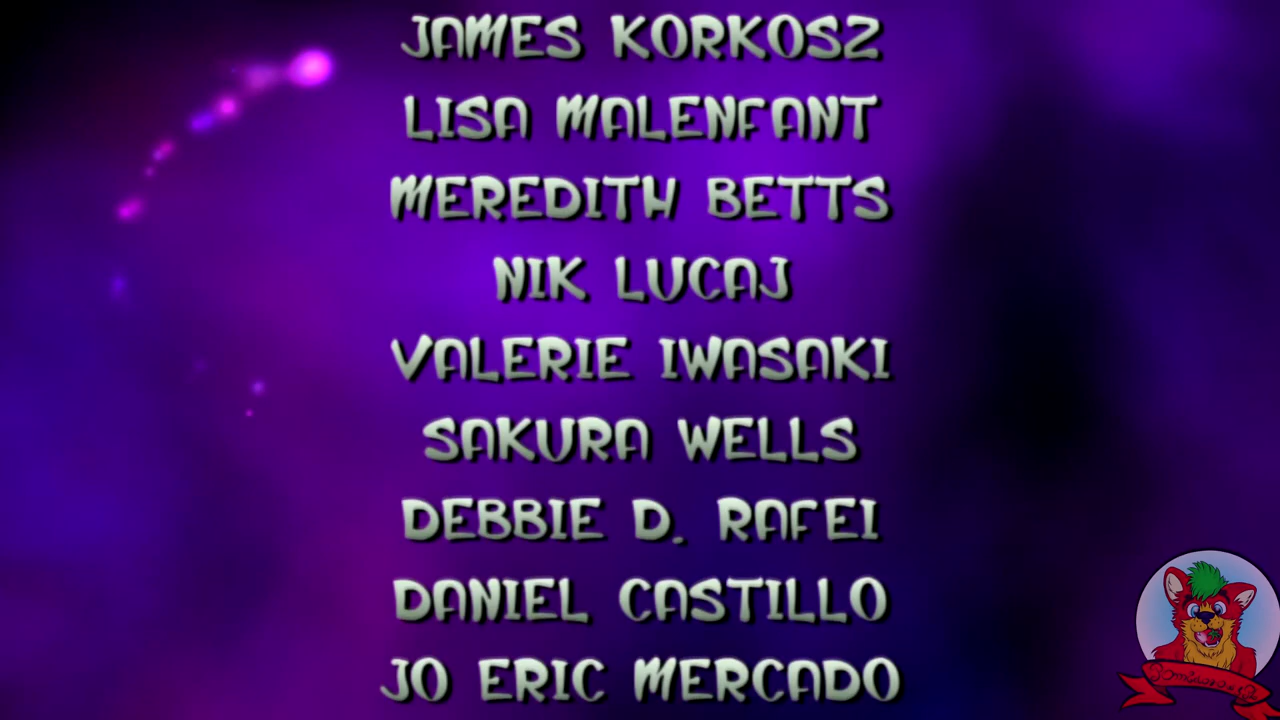 JAMES KORKOSZ
LISA MALENFANT
MEREDITH BETTS
NIK LUCAJ
VALERIE IWASAKI
SAKURA WELLS
DEBBIE D. RAFEI
DANIEL CASTILLO
JO ERIC MERCADO